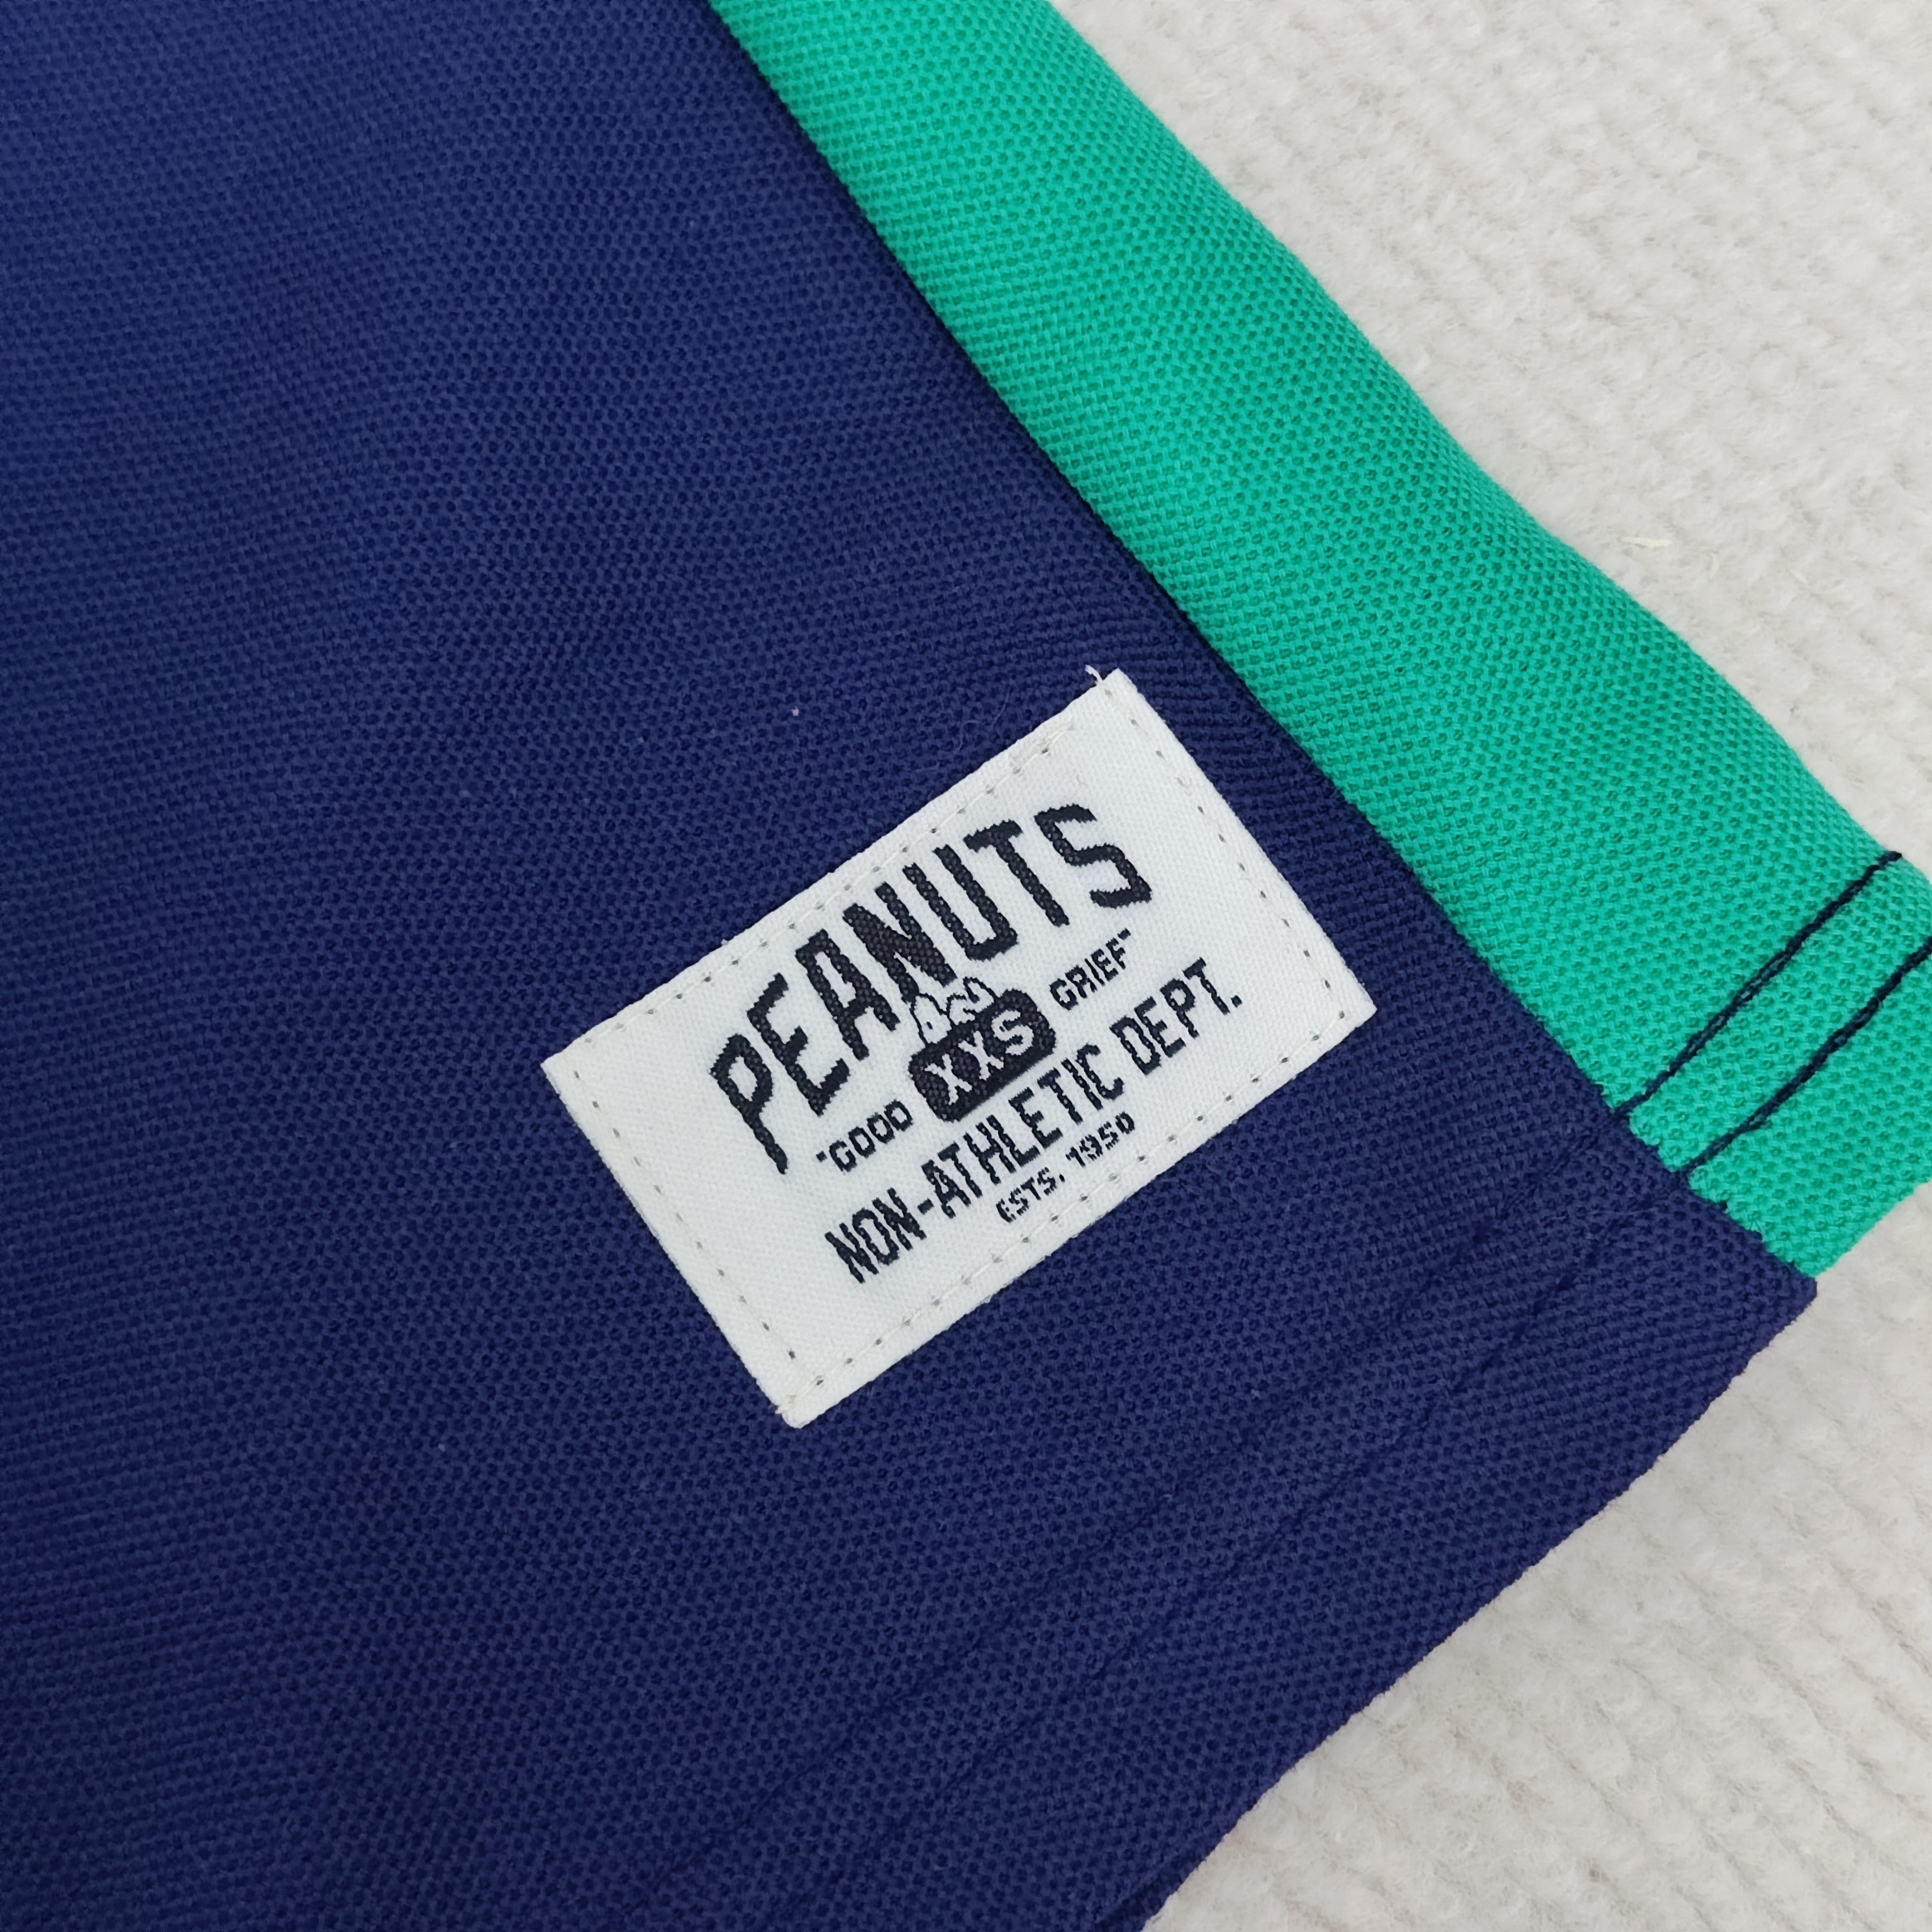 PEANUTS
"GOOD XXS GRIEF"
NON-ATHLETIC DEPT.
ESTS. 1950